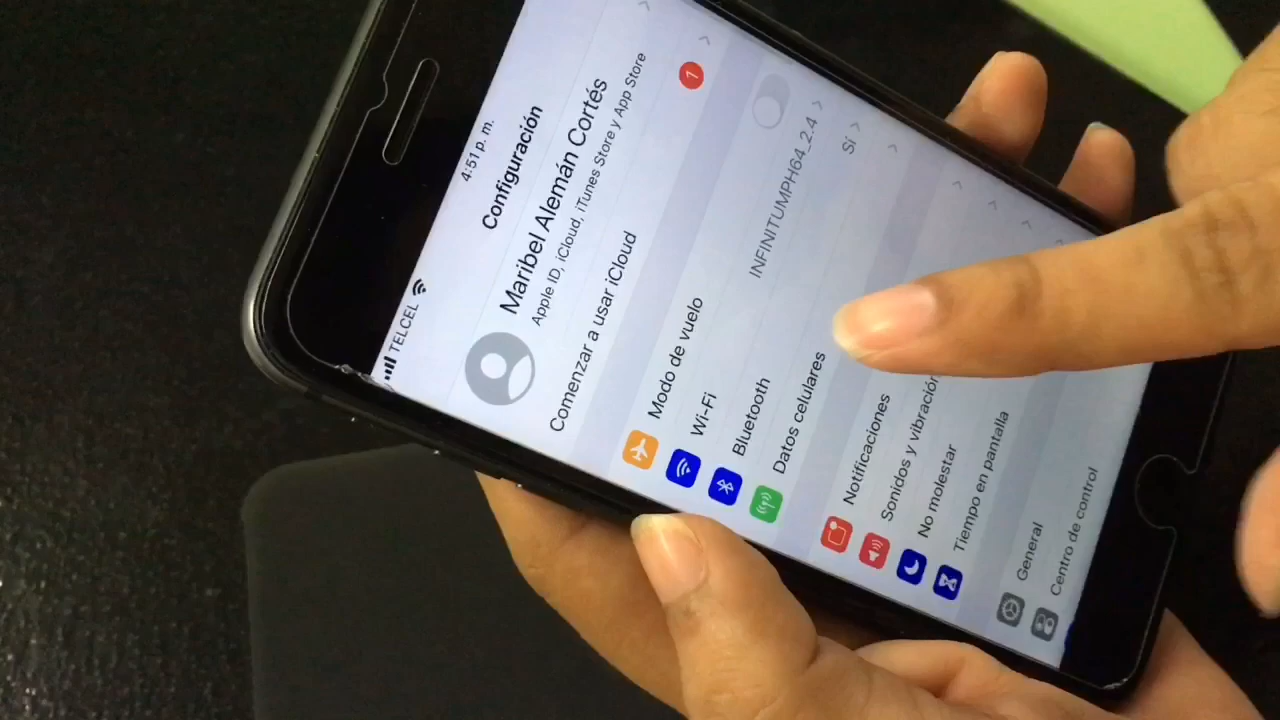 TELCEL
4:51 p. m.
Configuración
Maribel Alemán Cortés
Apple ID, iCloud, iTunes Store y App Store
Comenzar a usar iCloud
1
Modo de vuelo
Wi-Fi
INFINITUMPH64_2.4
Bluetooth
Sí
Datos celulares
Notificaciones
Sonidos y vibración
No molestar
Tiempo en pantalla
General
Centro de control